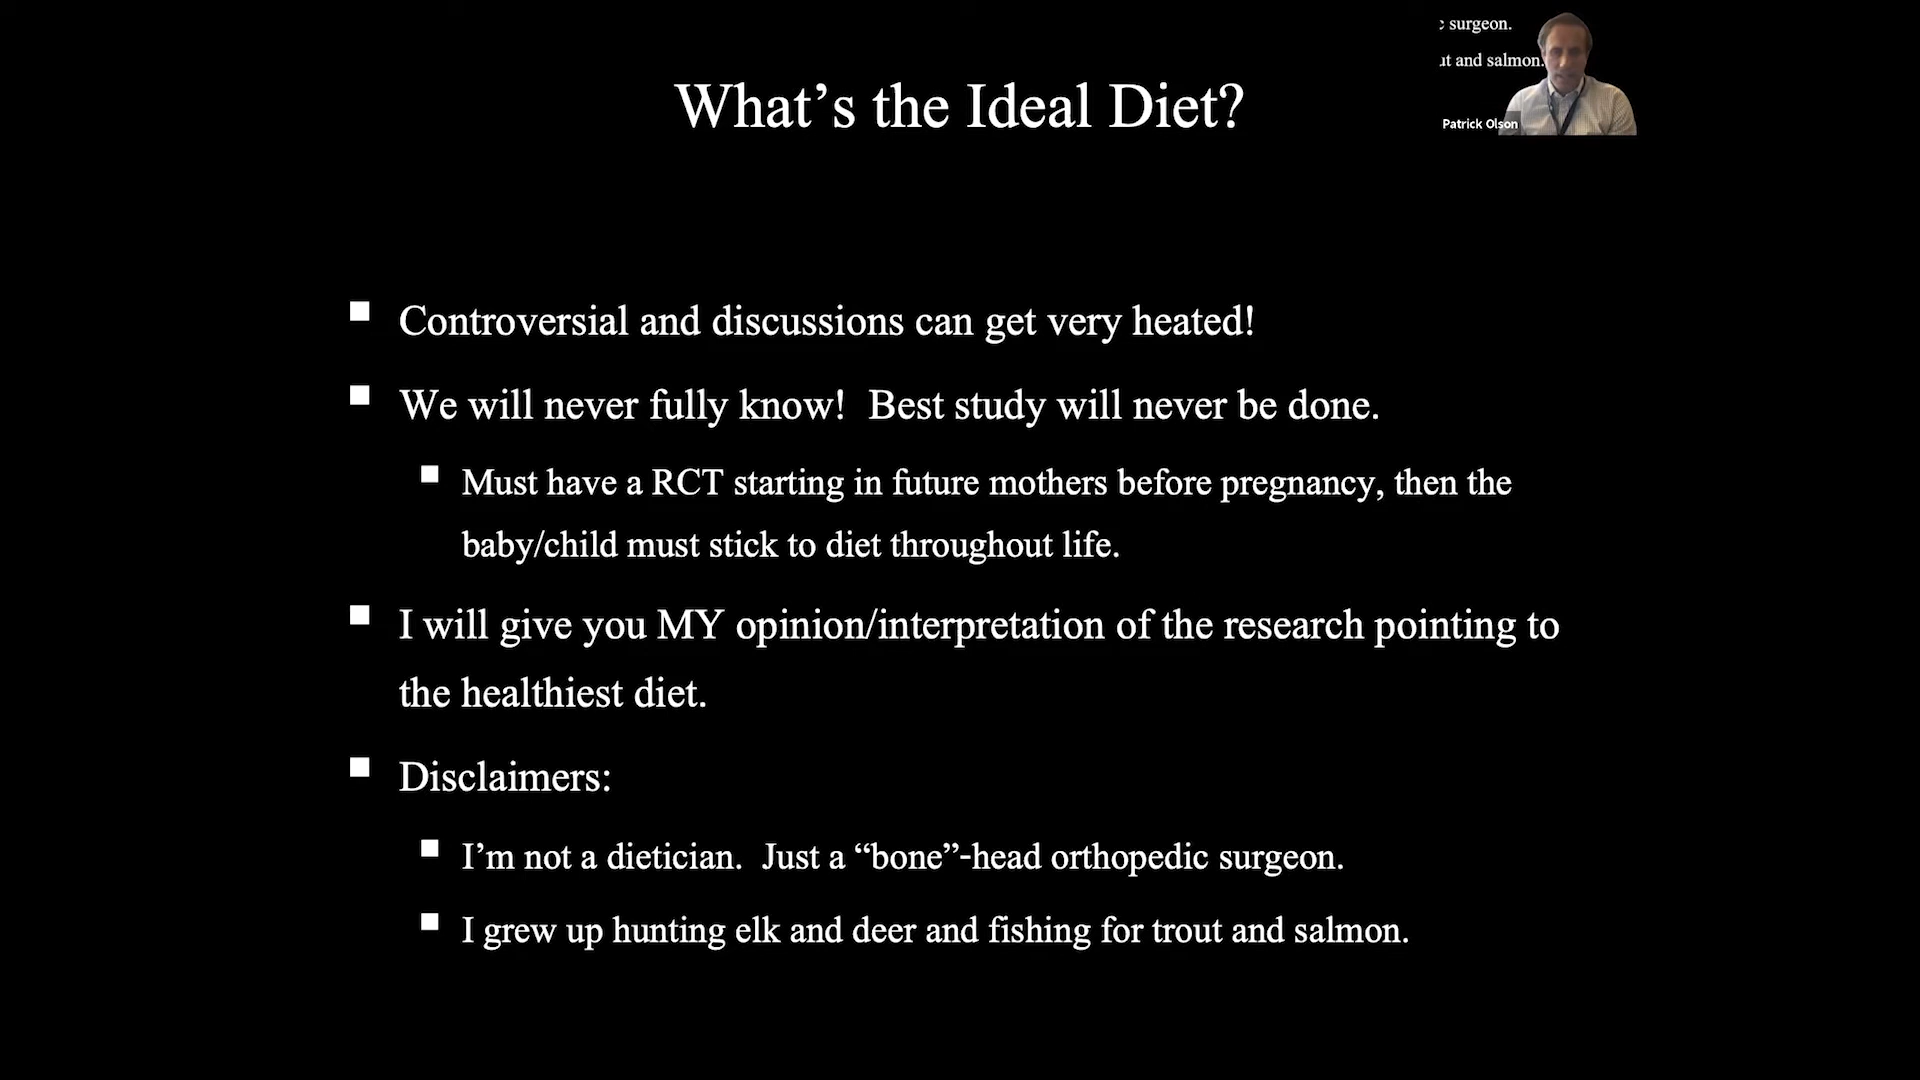 What’s the Ideal Diet?
c surgeon.
ut and salmon.
Patrick Olson
Controversial and discussions can get very heated!
We will never fully know!  Best study will never be done.
Must have a RCT starting in future mothers before pregnancy, then the
baby/child must stick to diet throughout life.
I will give you MY opinion/interpretation of the research pointing to
the healthiest diet.
Disclaimers:
I’m not a dietician.  Just a “bone”-head orthopedic surgeon.
I grew up hunting elk and deer and fishing for trout and salmon.